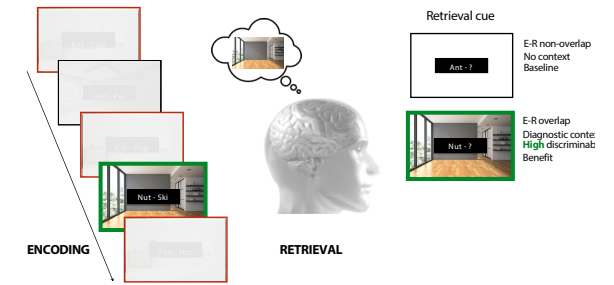 Retrieval cue
Ant - ?
E-R non-overlap
No context
Baseline
Nut - ?
E-R overlap
Diagnostic contex
High discriminab
Benefit
Nut - Ski
ENCODING
RETRIEVAL